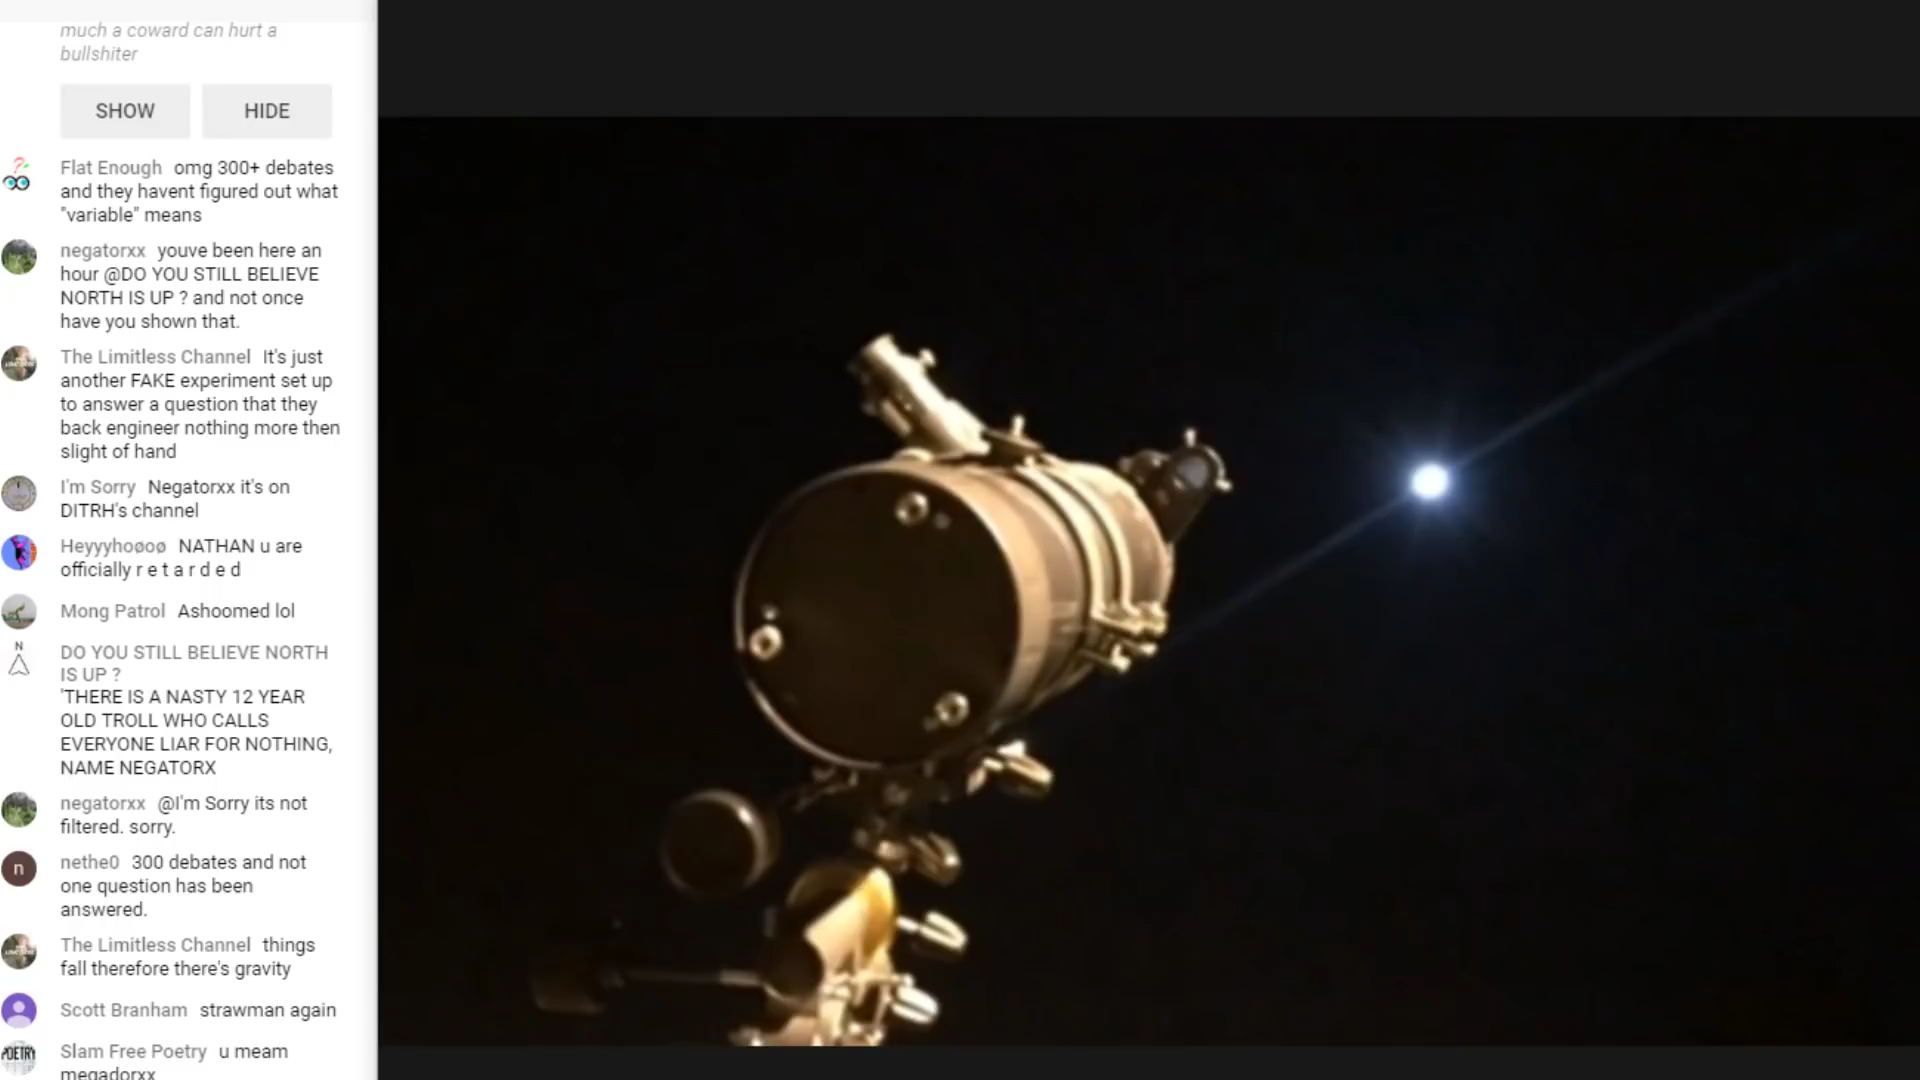 much a coward can hurt a
bullshiter
SHOW HIDE
Flat Enough omg 300+ debates
and they havent figured out what
"variable" means
negatorxx youve been here an
hour @DO YOU STILL BELIEVE
NORTH IS UP ? and not once
have you shown that.
The Limitless Channel It's just
another FAKE experiment set up
to answer a question that they
back engineer nothing more then
slight of hand
I'm Sorry Negatorxx it's on
DITRH's channel
Heyyyhoøoø NATHAN u are
officially r e t a r d e d
Mong Patrol Ashoomed lol
N
DO YOU STILL BELIEVE NORTH
IS UP ?
'THERE IS A NASTY 12 YEAR
OLD TROLL WHO CALLS
EVERYONE LIAR FOR NOTHING,
NAME NEGATORX
negatorxx @I'm Sorry its not
filtered. sorry.
n
nethe0 300 debates and not
one question has been
answered.
The Limitless Channel things
fall therefore there's gravity
Scott Branham strawman again
POETRY
Slam Free Poetry u meam
megadorxx